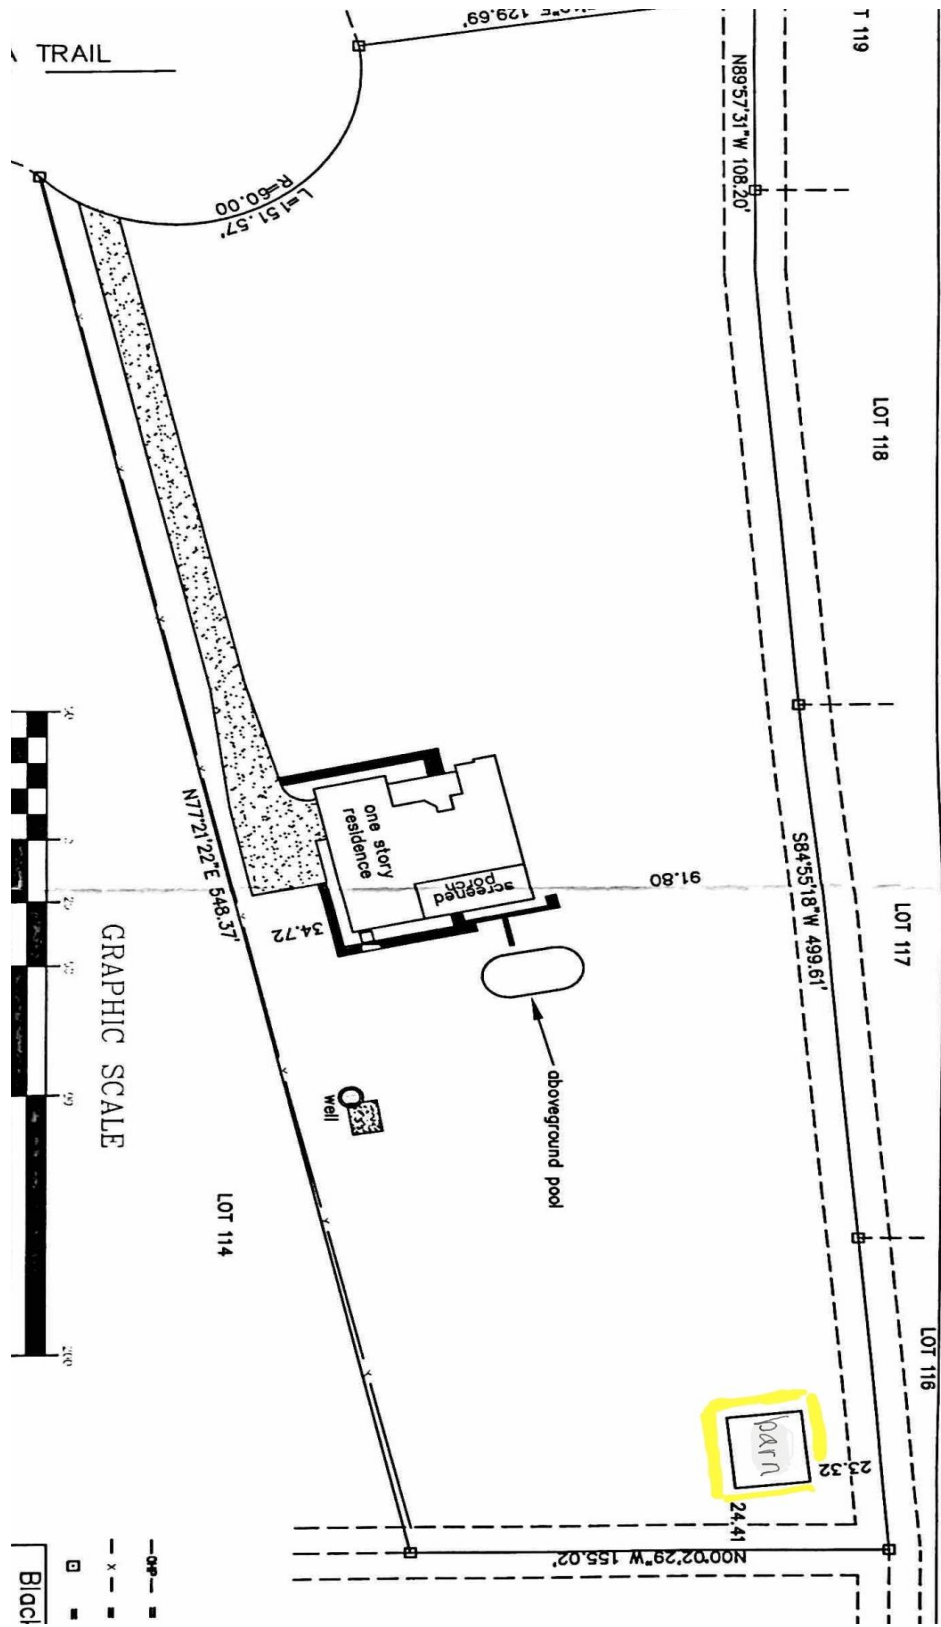 TRAIL
129.69'
T 119
N89°57'31"W 108.20'
R=60.00
L=151.57'
LOT 118
one story
residence
screened
porch
91.80
S84°55'18"W 499.61'
LOT 117
N77°21'22"E 548.37'
34.72
GRAPHIC SCALE
aboveground pool
well
LOT 114
LOT 116
barn
23.32
24.41
N00°02'29"W 155.02'
OHP
x
Black